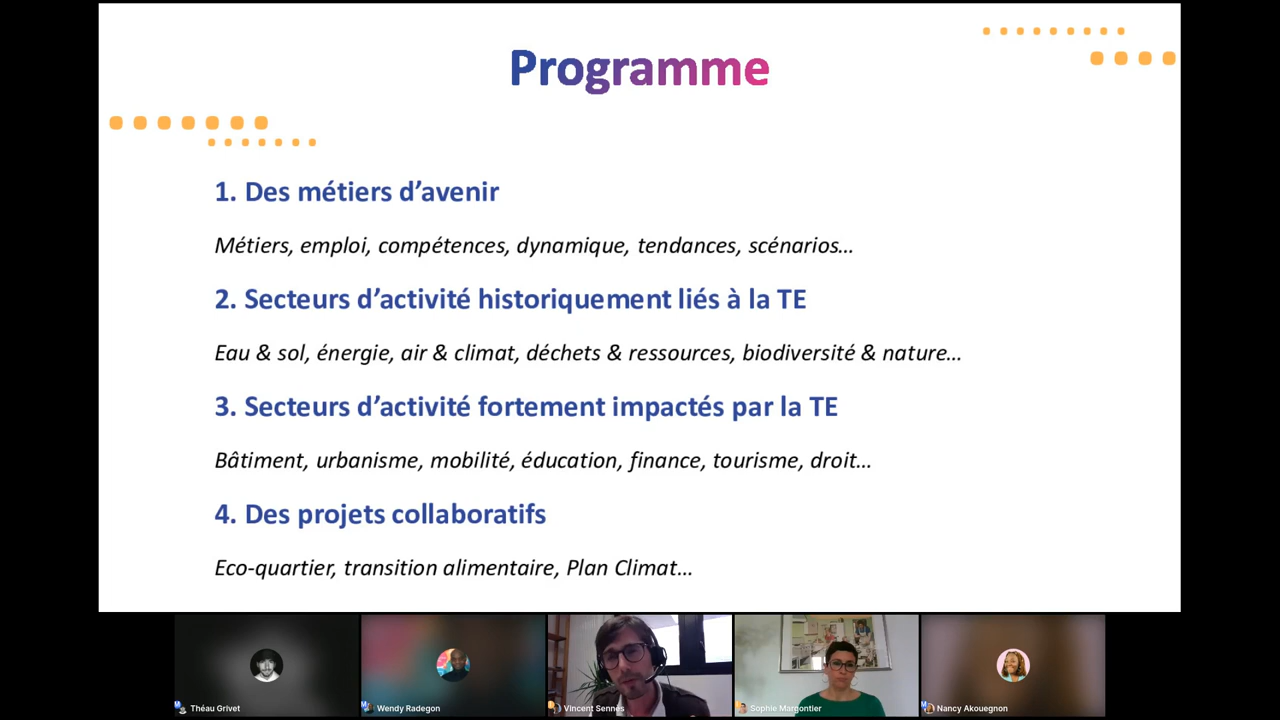 Programme
1. Des métiers d’avenir
Métiers, emploi, compétences, dynamique, tendances, scénarios...
2. Secteurs d’activité historiquement liés à la TE
Eau & sol, énergie, air & climat, déchets & ressources, biodiversité & nature...
3. Secteurs d’activité fortement impactés par la TE
Bâtiment, urbanisme, mobilité, éducation, finance, tourisme, droit...
4. Des projets collaboratifs
Eco-quartier, transition alimentaire, Plan Climat...
Théau Grivet
Wendy Radegon
Vincent Sennés
Sophie Margontier
Nancy Akouegnon